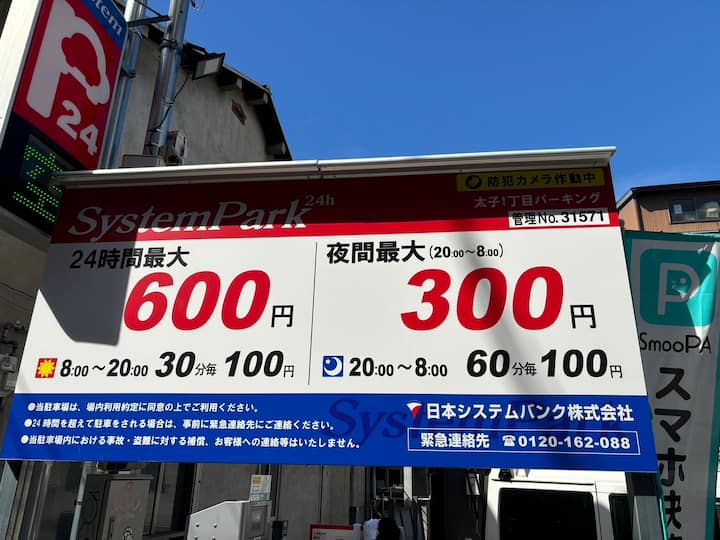 System
P24
防犯カメラ作動中
SystemPark24h
太子1丁目パーキング
管理No. 31571
24時間最大
600円
夜間最大(20:00~8:00)
300円
8:00~20:00 30分毎 100円
20:00~8:00 60分毎 100円
●当駐車場は、場内利用約定に同意の上でご利用ください。
●24時間を超えて駐車をされる場合は、事前に緊急連絡先にご連絡ください。
●当駐車場内における事故・盗難に対する補償、お客様への連絡等はいたしません。
SystemPark
日本システムバンク株式会社
緊急連絡先 ☎0120-162-088
P
SmooPA
スマホ決